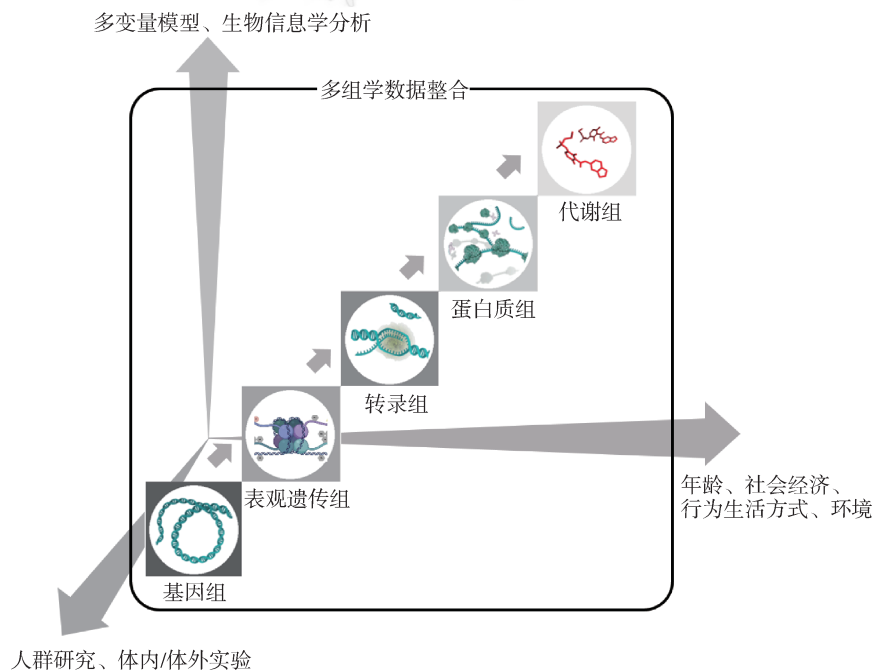 多变量模型、生物信息学分析
多组学数据整合
代谢组
蛋白质组
转录组
表观遗传组
年龄、社会经济、
行为生活方式、环境
基因组
人群研究、体内/体外实验